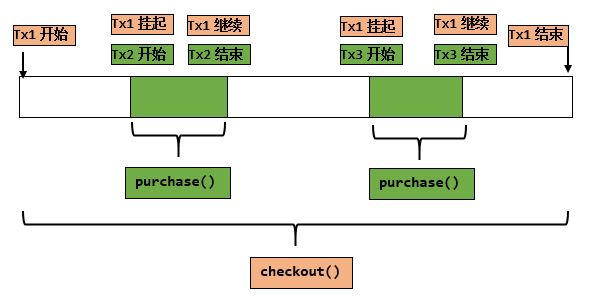 Tx1 开始
Tx1 挂起
Tx1 继续
Tx1 挂起
Tx1 继续
Tx1 结束
Tx2 开始
Tx2 结束
Tx3 开始
Tx3 结束
purchase()
purchase()
checkout()